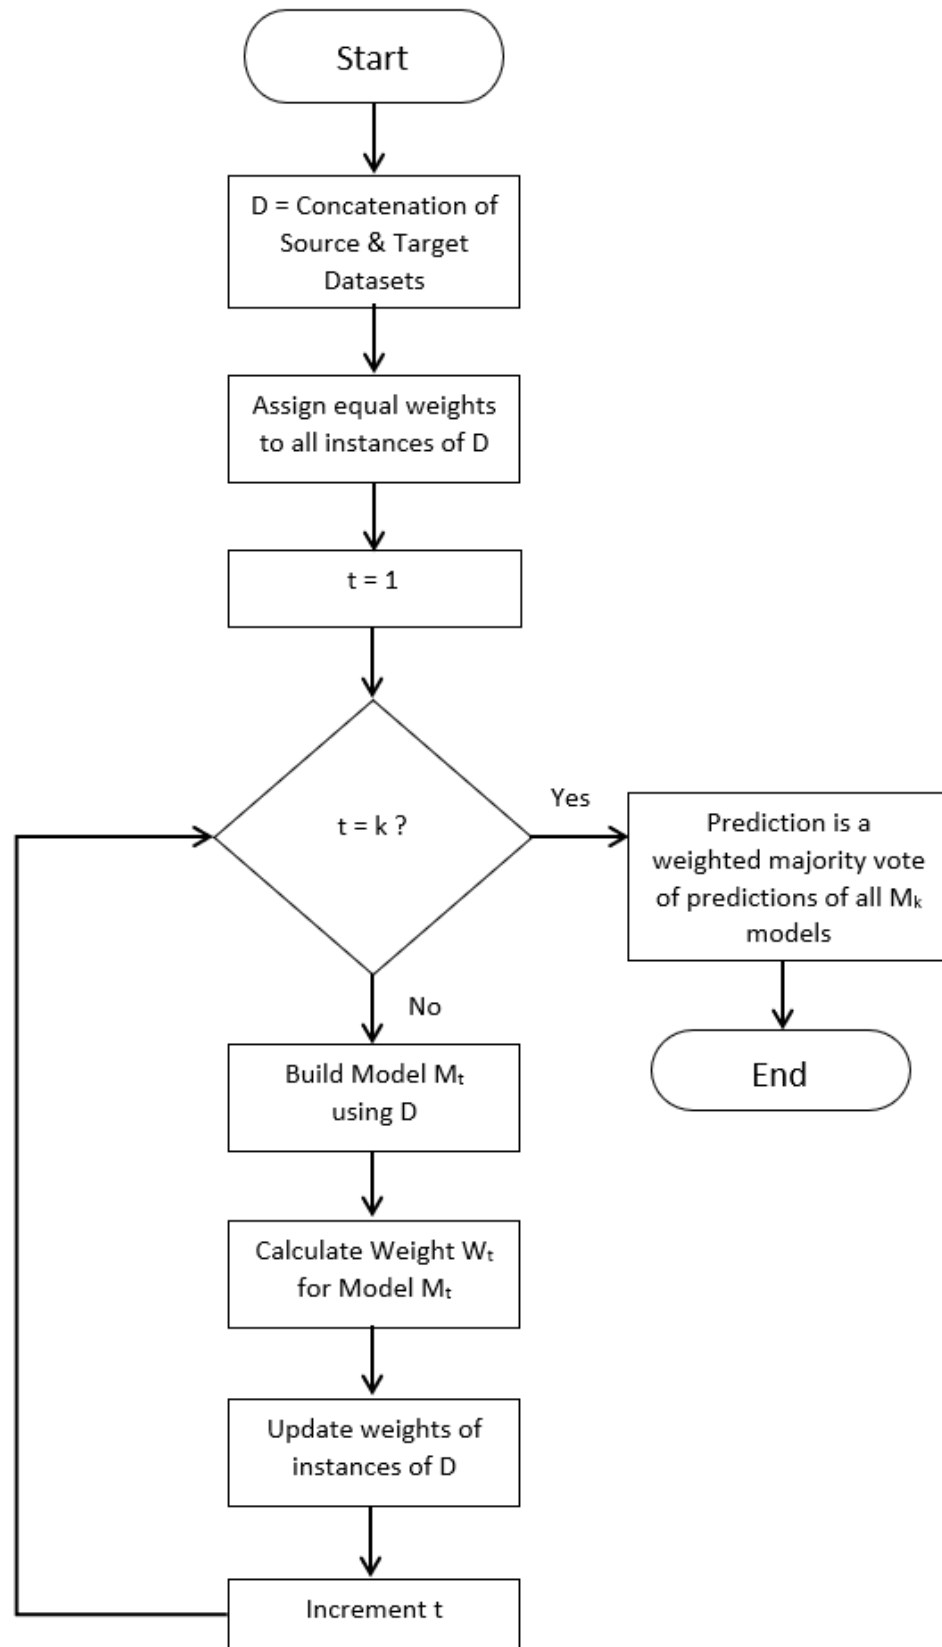 Start
D = Concatenation of
Source & Target
Datasets
Assign equal weights
to all instances of D
t = 1
t = k ?
Yes
Prediction is a
weighted majority vote
of predictions of all Mₖ
models
End
No
Build Model Mₜ
using D
Calculate Weight Wₜ
for Model Mₜ
Update weights of
instances of D
Increment t